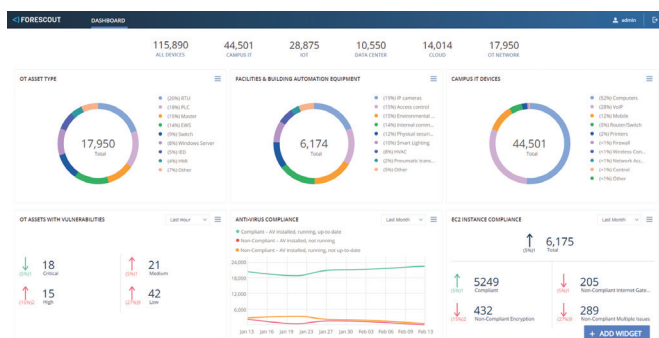 <) FORESCOUT
DASHBOARD
admin
115,890
ALL DEVICES
44,501
CAMPUS IT
28,875
IOT
10,550
DATA CENTER
14,014
CLOUD
17,950
OT NETWORK
OT ASSET TYPE
17,950
Total
(20%) RTU
(18%) PLC
(15%) Master
(14%) EWS
(9%) Switch
(8%) Windows Server
(5%) IED
(4%) HMI
(7%) Other
FACILITIES & BUILDING AUTOMATION EQUIPMENT
6,174
Total
(19%) IP cameras
(15%) Access control
(15%) Environmental ...
(14%) Internal comm...
(12%) Physical securi...
(10%) Smart Lighting
(8%) HVAC
(2%) Pneumatic trans...
(5%) Other
CAMPUS IT DEVICES
44,501
Total
(52%) Computers
(28%) VoIP
(12%) Mobile
(5%) Router/Switch
(2%) Printers
(<1%) Firewall
(<1%) Wireless Con...
(<1%) Network Acc...
(<1%) Control
(<1%) Other
OT ASSETS WITH VULNERABILITIES
Last Hour
18
Critical
21
Medium
15
High
42
Low
ANTI-VIRUS COMPLIANCE
Last Month
Compliant – AV installed, running, up-to-date
Non-Compliant – AV installed, not running
Non-Compliant – AV installed, running, not up-to-date
24,000
18,000
12,000
6,000
Jan 13 Jan 16 Jan 19 Jan 24 Jan 27 Jan 30 Feb 03 Feb 06 Feb 09 Feb 13
EC2 INSTANCE COMPLIANCE
Last Month
6,175
Total
5249
Compliant
205
Non-Compliant Internet-Gate...
432
Non-Compliant Encryption
289
Non-Compliant Multiple Issues
+ ADD WIDGET